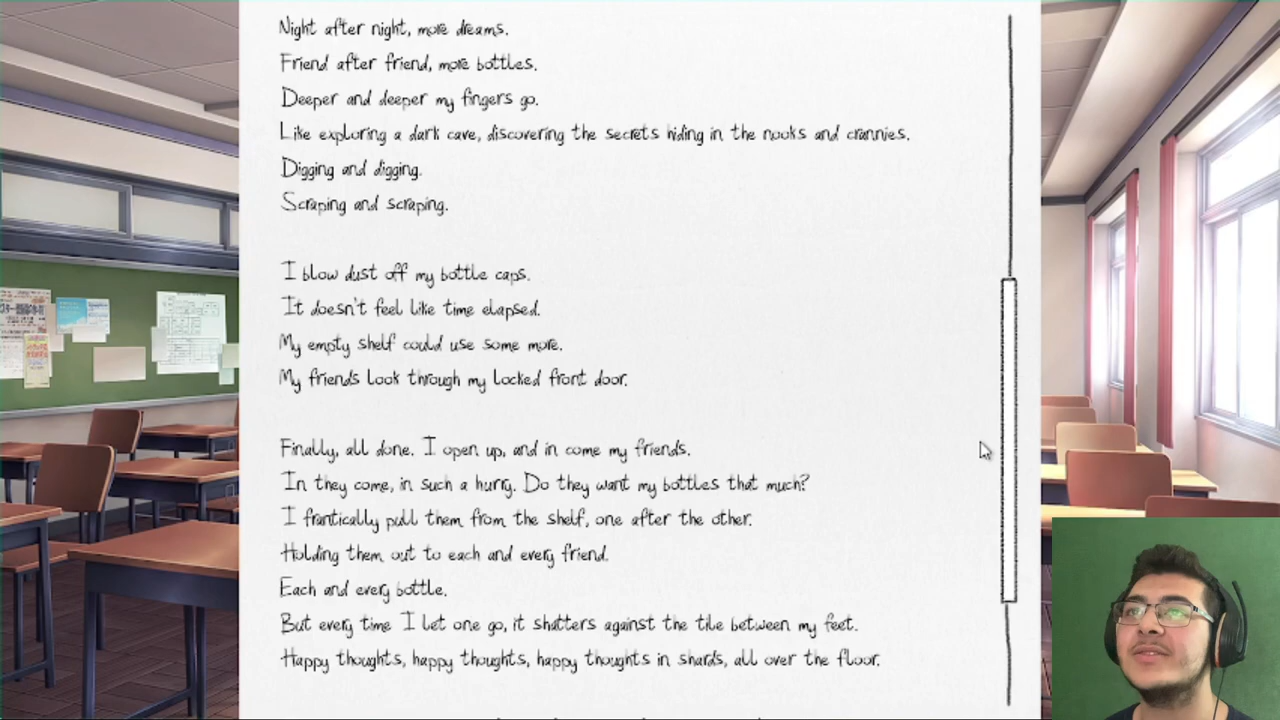 Night after night, more dreams.
Friend after friend, more bottles.
Deeper and deeper my fingers go.
Like exploring a dark cave, discovering the secrets hiding in the nooks and crannies.
Digging and digging.
Scraping and scraping.
I blow dust off my bottle caps.
It doesn't feel like time elapsed.
My empty shelf could use some more.
My friends look through my locked front door.
Finally, all done. I open up, and in come my friends.
In they come, in such a hurry. Do they want my bottles that much?
I frantically pull them from the shelf, one after the other.
Holding them out to each and every friend.
Each and every bottle.
But every time I let one go, it shatters against the tile between my feet.
Happy thoughts, happy thoughts, happy thoughts in shards, all over the floor.